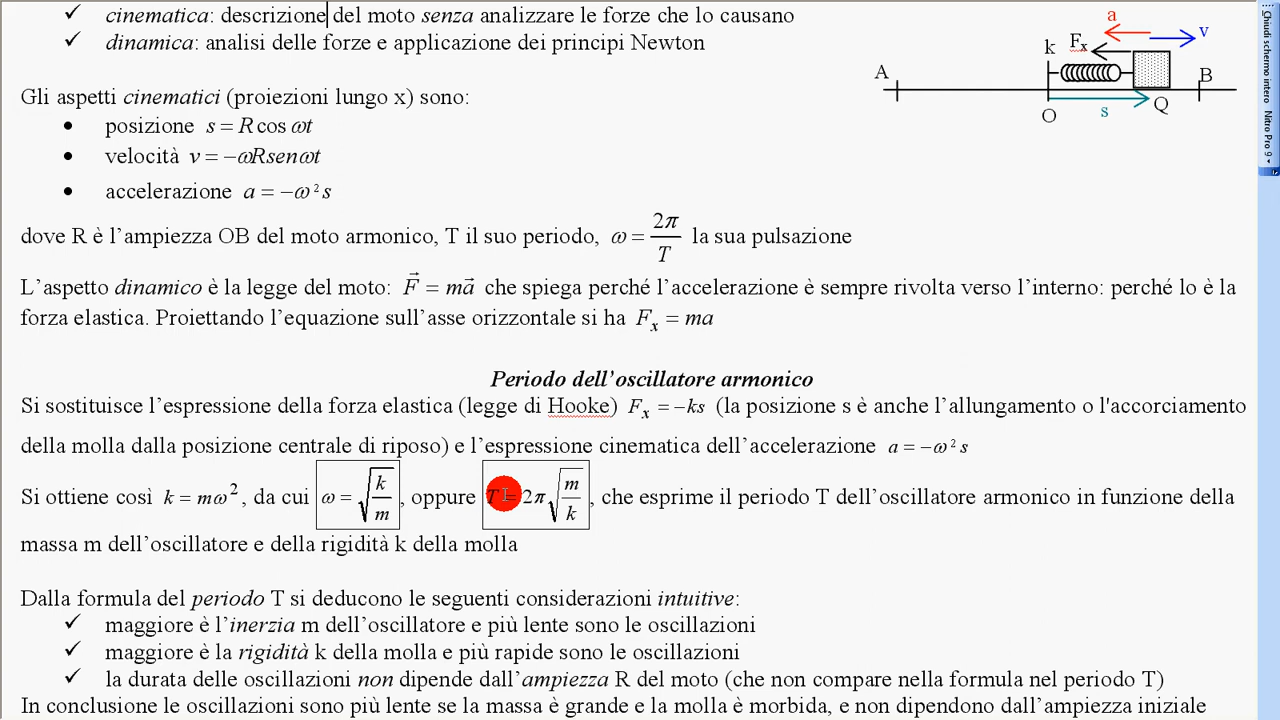 ✓ cinematica: descrizione del moto senza analizzare le forze che lo causano
✓ dinamica: analisi delle forze e applicazione dei principi Newton
a
v
k
Fx
A
B
O
s
Q
Gli aspetti cinematici (proiezioni lungo x) sono:
• posizione s = R cos ωt
• velocità v = −ωRsenωt
• accelerazione a = −ω² s
dove R è l'ampiezza OB del moto armonico, T il suo periodo, ω = 2π/T la sua pulsazione
L'aspetto dinamico è la legge del moto: F⃗ = ma⃗ che spiega perché l'accelerazione è sempre rivolta verso l'interno: perché lo è la
forza elastica. Proiettando l'equazione sull'asse orizzontale si ha Fx = ma
Periodo dell'oscillatore armonico
Si sostituisce l'espressione della forza elastica (legge di Hooke) Fx = −ks (la posizione s è anche l'allungamento o l'accorciamento
della molla dalla posizione centrale di riposo) e l'espressione cinematica dell'accelerazione a = −ω² s
Si ottiene così k = mω², da cui ω = √(k/m), oppure T = 2π√(m/k), che esprime il periodo T dell'oscillatore armonico in funzione della
massa m dell'oscillatore e della rigidità k della molla
Dalla formula del periodo T si deducono le seguenti considerazioni intuitive:
✓ maggiore è l'inerzia m dell'oscillatore e più lente sono le oscillazioni
✓ maggiore è la rigidità k della molla e più rapide sono le oscillazioni
✓ la durata delle oscillazioni non dipende dall'ampiezza R del moto (che non compare nella formula nel periodo T)
In conclusione le oscillazioni sono più lente se la massa è grande e la molla è morbida, e non dipendono dall'ampiezza iniziale
Chiudi schermo intero
Nitro Pro 9